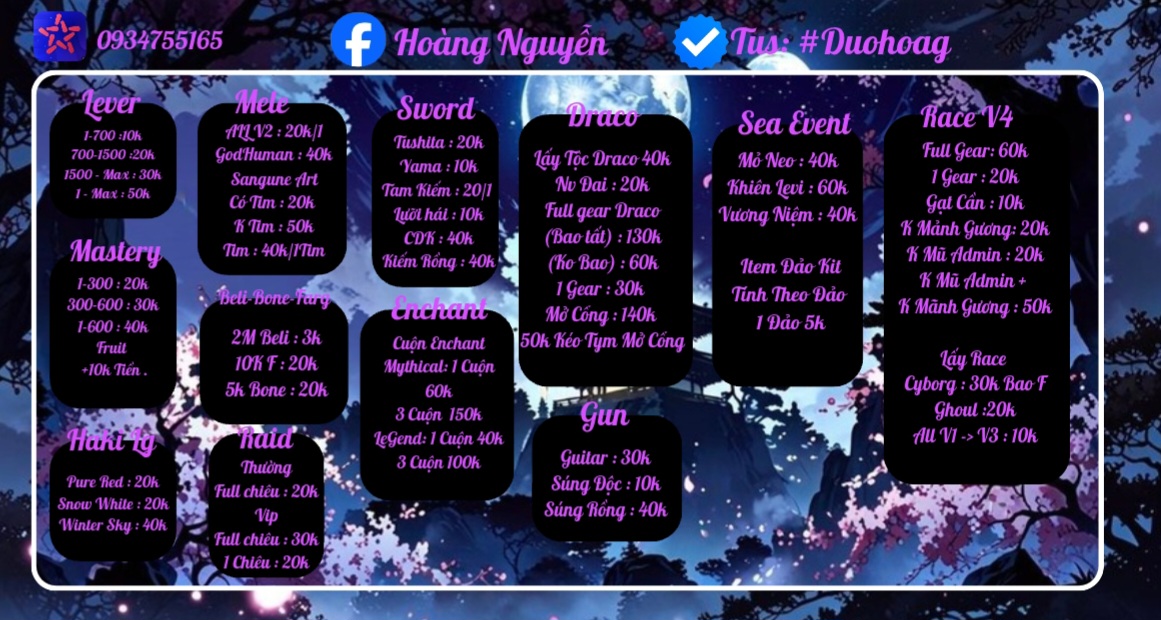 0934755165
Hoàng Nguyễn
Tus: #Duohoag
Lever
1-700 :10k
700-1500 :20k
1500 - Max : 30k
1 - Max : 50k
Mastery
1-300 : 20k
300-600 : 30k
1-600 : 40k
Fruit
+10k Tiền .
Haki Lg
Pure Red : 20k
Snow White : 20k
Winter Sky : 40k
Mele
ALL V2 : 20k/1
GodHuman : 40k
Sangune Art
Có Tim : 20k
K Tim : 50k
Tim : 40k/1Tim
Beli-Bone-Farg
2M Beli : 3k
10K F : 20k
5k Bone : 20k
Raid
Thường
Full chiêu : 20k
Vip
Full chiêu : 30k
1 Chiêu : 20k
Sword
Tushita : 20k
Yama : 10k
Tam Kiếm : 20/1
Lưỡi hái : 10k
CDK : 40k
Kiếm Rồng : 40k
Enchant
Cuộn Enchant
Mythical: 1 Cuộn
60k
3 Cuộn 150k
LeGend: 1 Cuộn 40k
3 Cuộn 100k
Draco
Lấy Tộc Draco 40k
Nv Đai : 20k
Full gear Draco
(Bao tất) : 130k
(Ko Bao) : 60k
1 Gear : 30k
Mở Cổng : 140k
50k Kéo Tym Mở Cổng
Gun
Guitar : 30k
Súng Độc : 10k
Súng Rồng : 40k
Sea Event
Mỏ Neo : 40k
Khiên Levi : 60k
Vương Niệm : 40k
Item Đảo Kit
Tính Theo Đảo
1 Đảo 5k
Race V4
Full Gear: 60k
1 Gear : 20k
Gạt Cần : 10k
K Mảnh Gương: 20k
K Mũ Admin : 20k
K Mũ Admin +
K Mãnh Gương : 50k
Lấy Race
Cyborg : 30k Bao F
Ghoul :20k
All V1 -> V3 : 10k